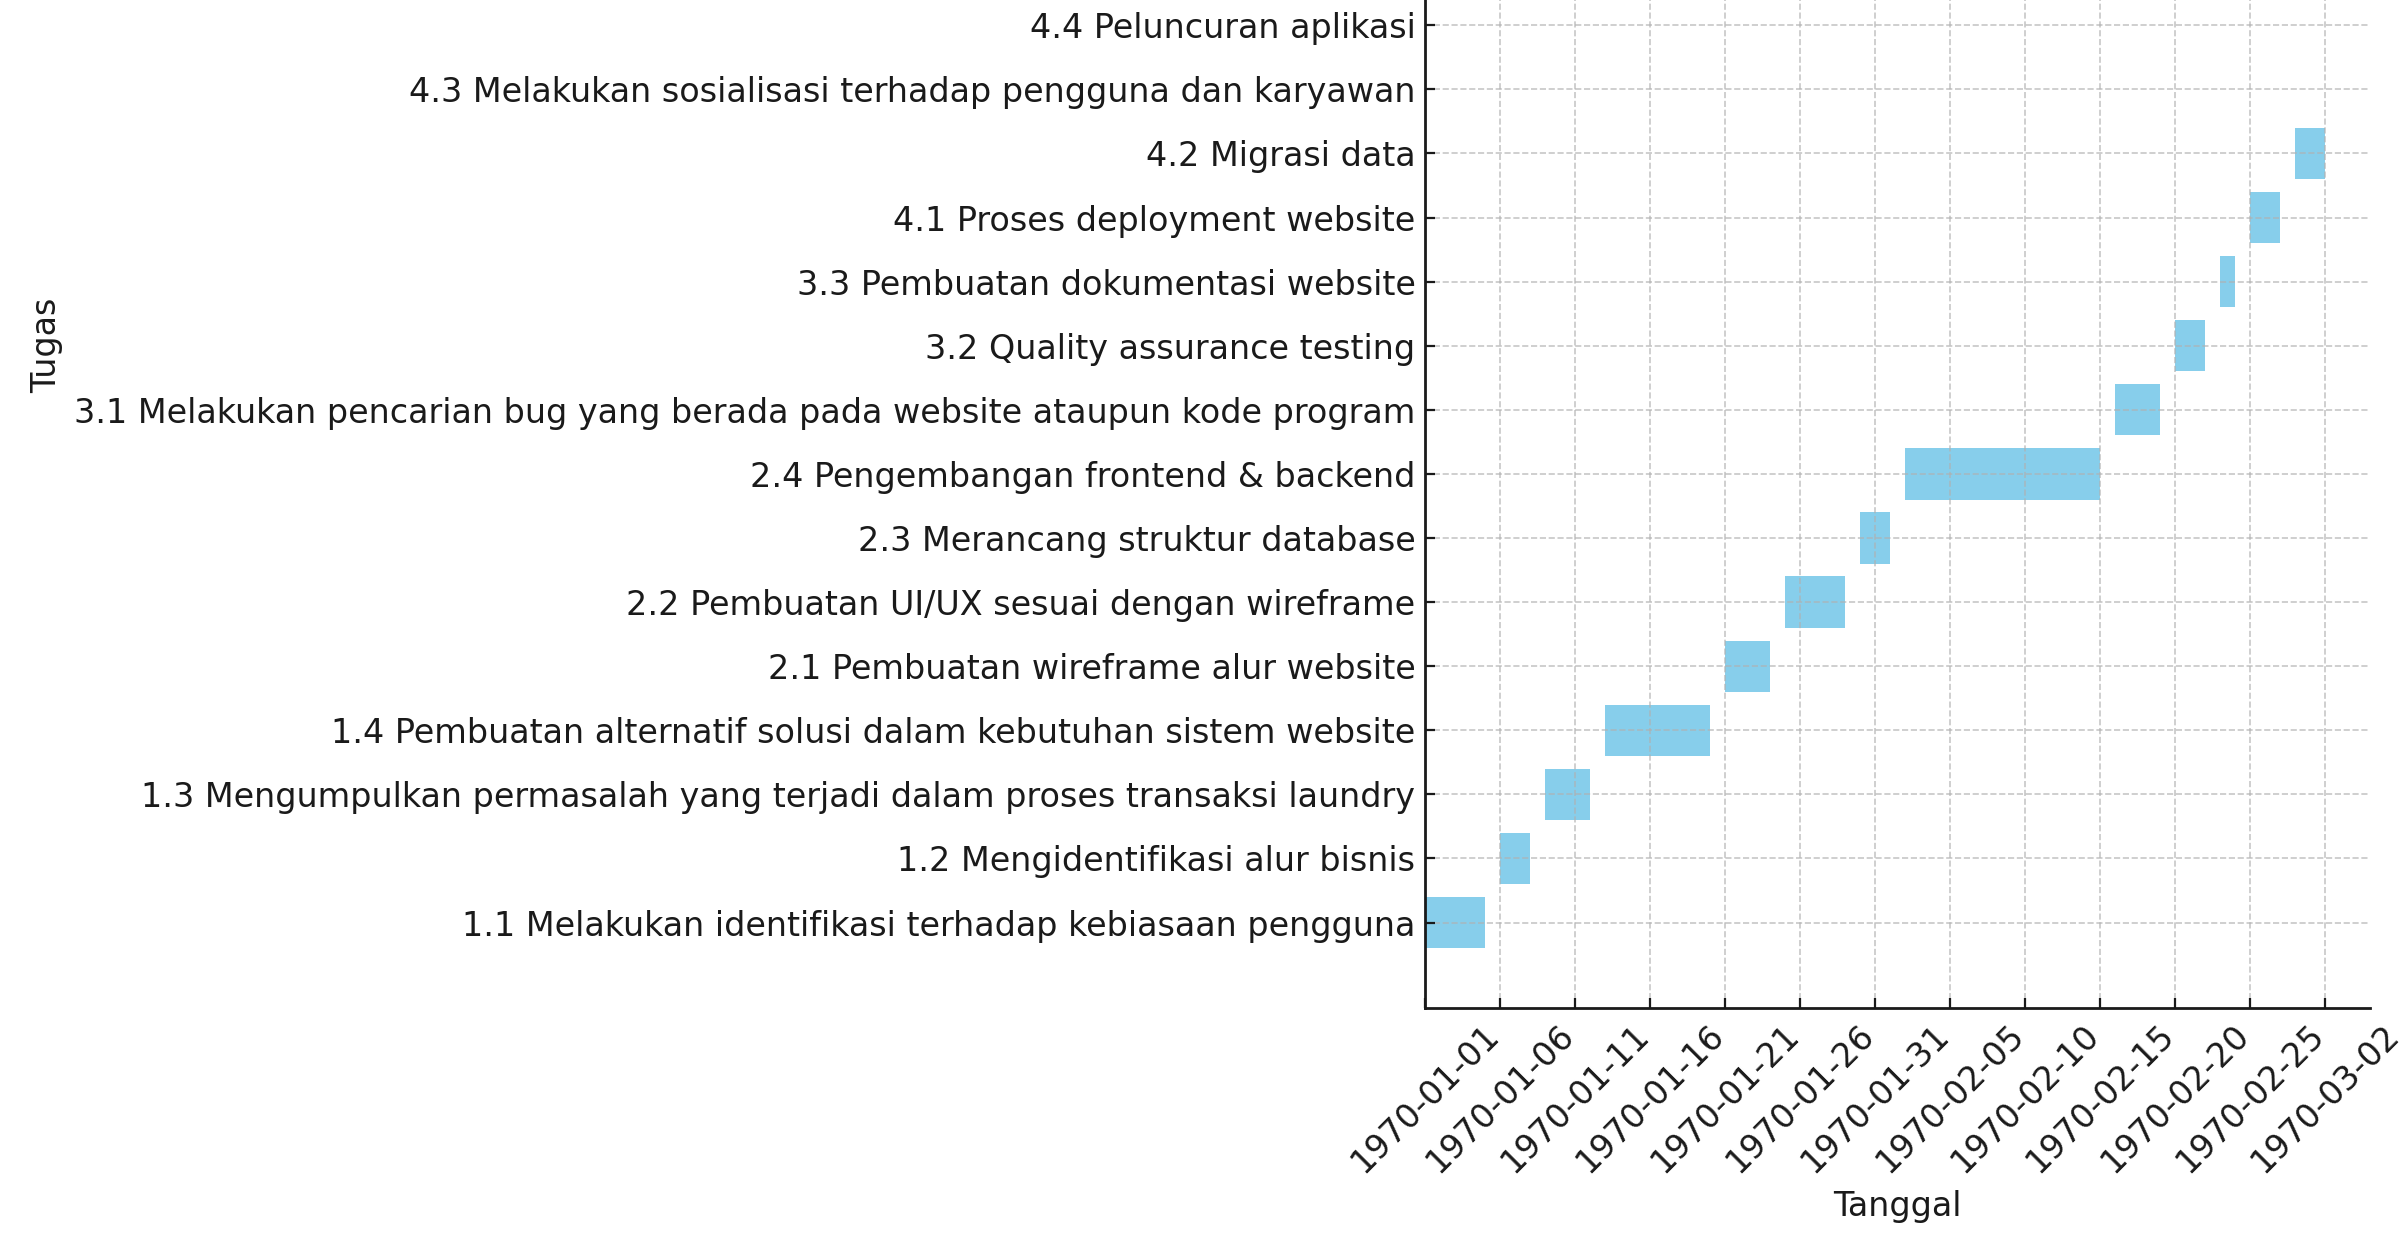 4.4 Peluncuran aplikasi
4.3 Melakukan sosialisasi terhadap pengguna dan karyawan
4.2 Migrasi data
4.1 Proses deployment website
3.3 Pembuatan dokumentasi website
3.2 Quality assurance testing
Tugas
3.1 Melakukan pencarian bug yang berada pada website ataupun kode program
2.4 Pengembangan frontend & backend
2.3 Merancang struktur database
2.2 Pembuatan UI/UX sesuai dengan wireframe
2.1 Pembuatan wireframe alur website
1.4 Pembuatan alternatif solusi dalam kebutuhan sistem website
1.3 Mengumpulkan permasalah yang terjadi dalam proses transaksi laundry
1.2 Mengidentifikasi alur bisnis
1.1 Melakukan identifikasi terhadap kebiasaan pengguna
1970-01-01
1970-01-06
1970-01-11
1970-01-16
1970-01-21
1970-01-26
1970-01-31
1970-02-05
1970-02-10
1970-02-15
1970-02-20
1970-02-25
1970-03-02
Tanggal